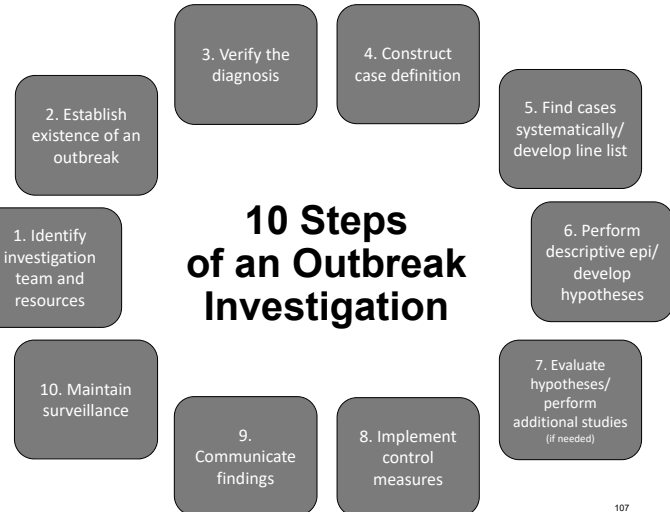 3. Verify the
diagnosis
4. Construct
case definition
2. Establish
existence of an
outbreak
5. Find cases
systematically/
develop line list
10 Steps
of an Outbreak
Investigation
1. Identify
investigation
team and
resources
6. Perform
descriptive epi/
develop
hypotheses
10. Maintain
surveillance
7. Evaluate
hypotheses/
perform
additional studies
(if needed)
9.
Communicate
findings
8. Implement
control
measures
107